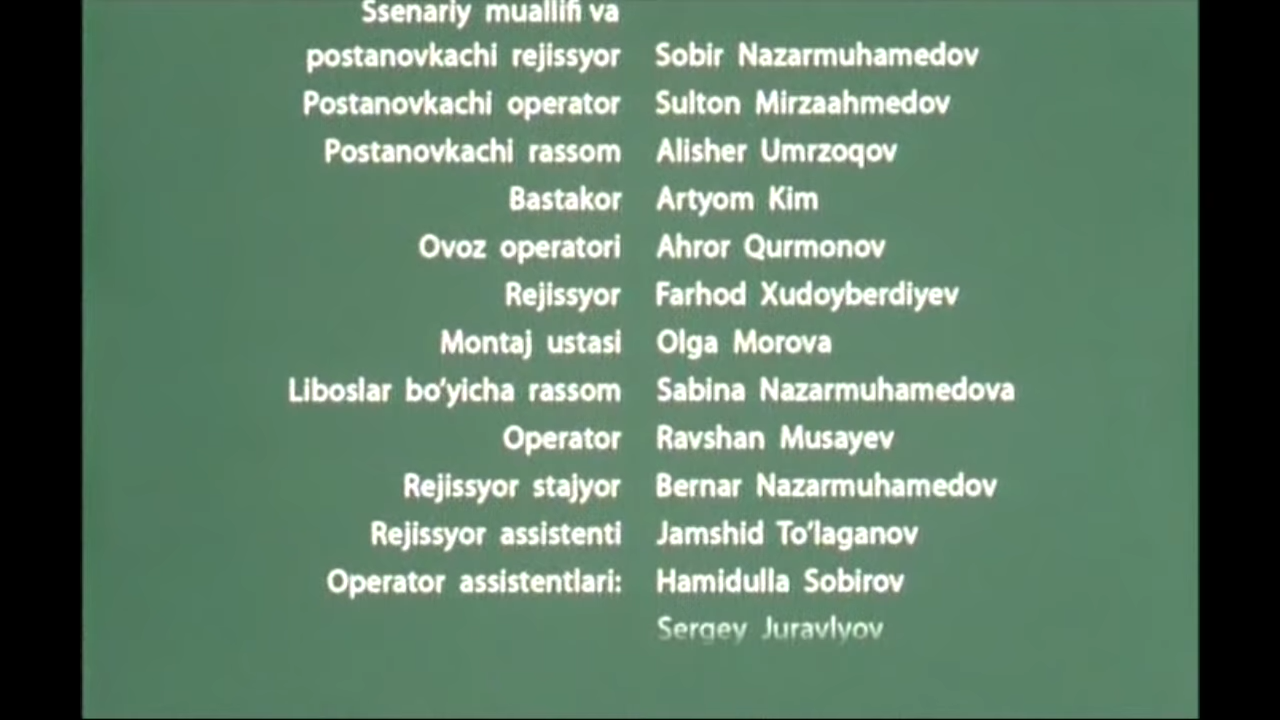 Ssenariy muallifi va
postanovkachi rejissyor Sobir Nazarmuhamedov
Postanovkachi operator Sulton Mirzaahmedov
Postanovkachi rassom Alisher Umrzoqov
Bastakor Artyom Kim
Ovoz operatori Ahror Qurmonov
Rejissyor Farhod Xudoyberdiyev
Montaj ustasi Olga Morova
Liboslar bo‘yicha rassom Sabina Nazarmuhamedova
Operator Ravshan Musayev
Rejissyor stajyor Bernar Nazarmuhamedov
Rejissyor assistenti Jamshid To‘laganov
Operator assistentlari: Hamidulla Sobirov
Sergey Juravlyov